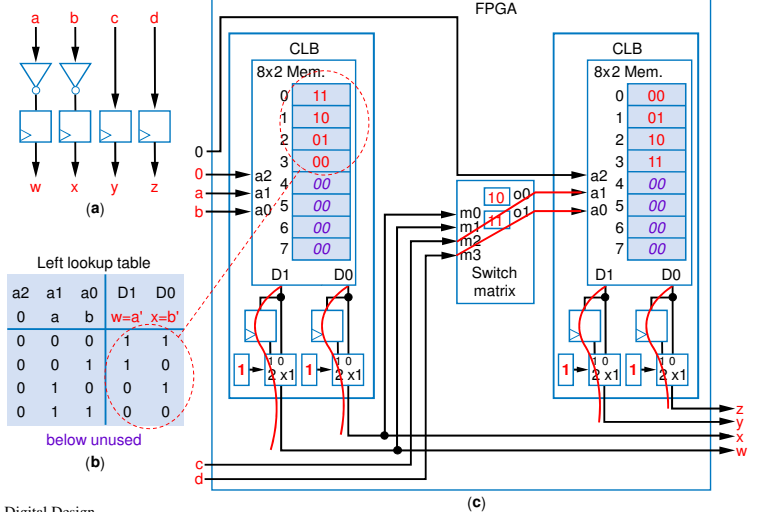 a b c d
w x y z
(a)
Left lookup table
a2 a1 a0 D1 D0
0 a b w=a' x=b'
0 0 0 1 1
0 0 1 1 0
0 1 0 0 1
0 1 1 0 0
below unused
(b)
FPGA
CLB
8x2 Mem.
0 11
1 10
2 01
3 00
4 00
5 00
6 00
7 00
0
0 a2
a a1
b a0
D1 D0
1 1 0 2 x1
1 1 0 2 x1
c
d
m0
m1
m2
m3
10 o0
11 o1
Switch
matrix
CLB
8x2 Mem.
0 00
1 01
2 10
3 11
4 00
5 00
6 00
7 00
a2
a1
a0
D1 D0
1 1 0 2 x1
1 1 0 2 x1
z
y
x
w
(c)